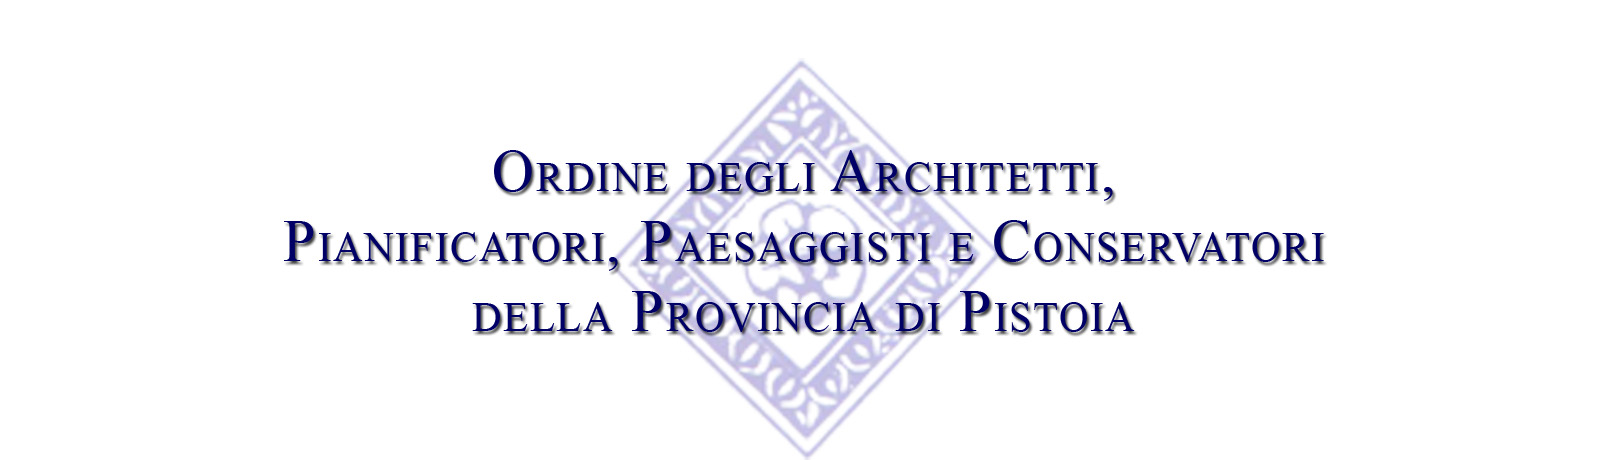 Ordine degli Architetti,
Pianificatori, Paesaggisti e Conservatori
della Provincia di Pistoia